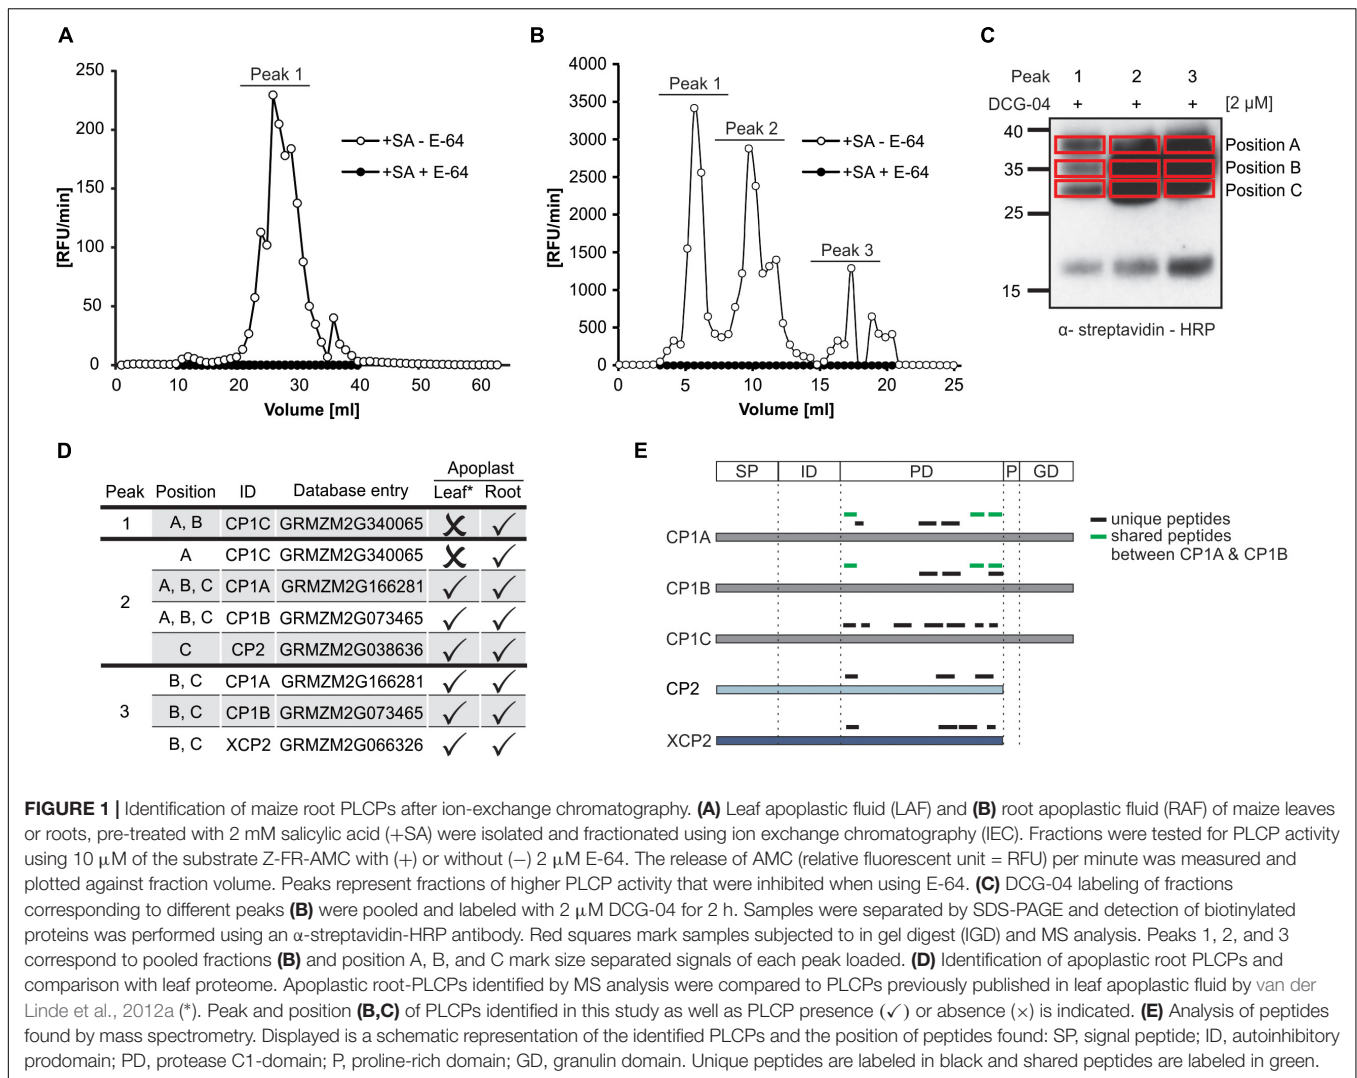 A
[RFU/min]
250
200
150
100
50
0
0 10 20 30 40 50 60
Volume [ml]
Peak 1
+SA - E-64
+SA + E-64
B
[RFU/min]
4000
3500
3000
2500
2000
1500
1000
500
0
0 5 10 15 20 25
Volume [ml]
Peak 1
Peak 2
Peak 3
+SA - E-64
+SA + E-64
C
Peak 1 2 3
DCG-04 + + + [2 µM]
40
35
25
15
Position A
Position B
Position C
α- streptavidin - HRP
D
Apoplast
Peak Position ID Database entry Leaf* Root
1 A, B CP1C GRMZM2G340065 ✗ ✓
A CP1C GRMZM2G340065 ✗ ✓
2 A, B, C CP1A GRMZM2G166281 ✓ ✓
A, B, C CP1B GRMZM2G073465 ✓ ✓
C CP2 GRMZM2G038636 ✓ ✓
B, C CP1A GRMZM2G166281 ✓ ✓
3 B, C CP1B GRMZM2G073465 ✓ ✓
B, C XCP2 GRMZM2G066326 ✓ ✓
E
SP ID PD P GD
CP1A
CP1B
CP1C
CP2
XCP2
unique peptides
shared peptides
between CP1A & CP1B
FIGURE 1 | Identification of maize root PLCPs after ion-exchange chromatography. (A) Leaf apoplastic fluid (LAF) and (B) root apoplastic fluid (RAF) of maize leaves
or roots, pre-treated with 2 mM salicylic acid (+SA) were isolated and fractionated using ion exchange chromatography (IEC). Fractions were tested for PLCP activity
using 10 µM of the substrate Z-FR-AMC with (+) or without (−) 2 µM E-64. The release of AMC (relative fluorescent unit = RFU) per minute was measured and
plotted against fraction volume. Peaks represent fractions of higher PLCP activity that were inhibited when using E-64. (C) DCG-04 labeling of fractions
corresponding to different peaks (B) were pooled and labeled with 2 µM DCG-04 for 2 h. Samples were separated by SDS-PAGE and detection of biotinylated
proteins was performed using an α-streptavidin-HRP antibody. Red squares mark samples subjected to in gel digest (IGD) and MS analysis. Peaks 1, 2, and 3
correspond to pooled fractions (B) and position A, B, and C mark size separated signals of each peak loaded. (D) Identification of apoplastic root PLCPs and
comparison with leaf proteome. Apoplastic root-PLCPs identified by MS analysis were compared to PLCPs previously published in leaf apoplastic fluid by van der
Linde et al., 2012a (*). Peak and position (B,C) of PLCPs identified in this study as well as PLCP presence (✓) or absence (×) is indicated. (E) Analysis of peptides
found by mass spectrometry. Displayed is a schematic representation of the identified PLCPs and the position of peptides found: SP, signal peptide; ID, autoinhibitory
prodomain; PD, protease C1-domain; P, proline-rich domain; GD, granulin domain. Unique peptides are labeled in black and shared peptides are labeled in green.